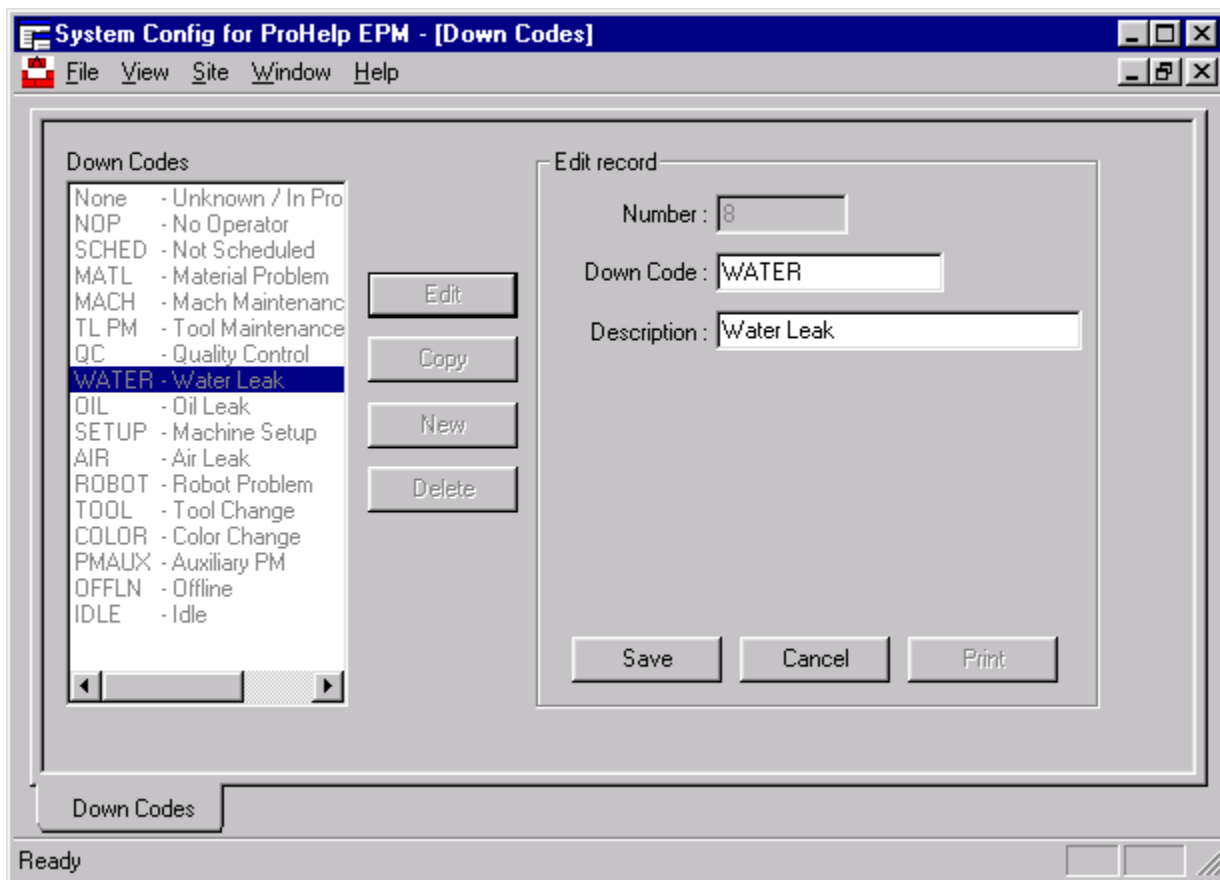 System Config for ProHelp EPM - [Down Codes]
File View Site Window Help
Down Codes
None - Unknown / In Pro
NOP - No Operator
SCHED - Not Scheduled
MATL - Material Problem
MACH - Mach Maintenanc
TL PM - Tool Maintenance
QC - Quality Control
WATER - Water Leak
OIL - Oil Leak
SETUP - Machine Setup
AIR - Air Leak
ROBOT - Robot Problem
TOOL - Tool Change
COLOR - Color Change
PMAUX - Auxiliary PM
OFFLN - Offline
IDLE - Idle
Edit
Copy
New
Delete
Edit record
Number : 8
Down Code : WATER
Description : Water Leak
Save Cancel Print
Down Codes
Ready